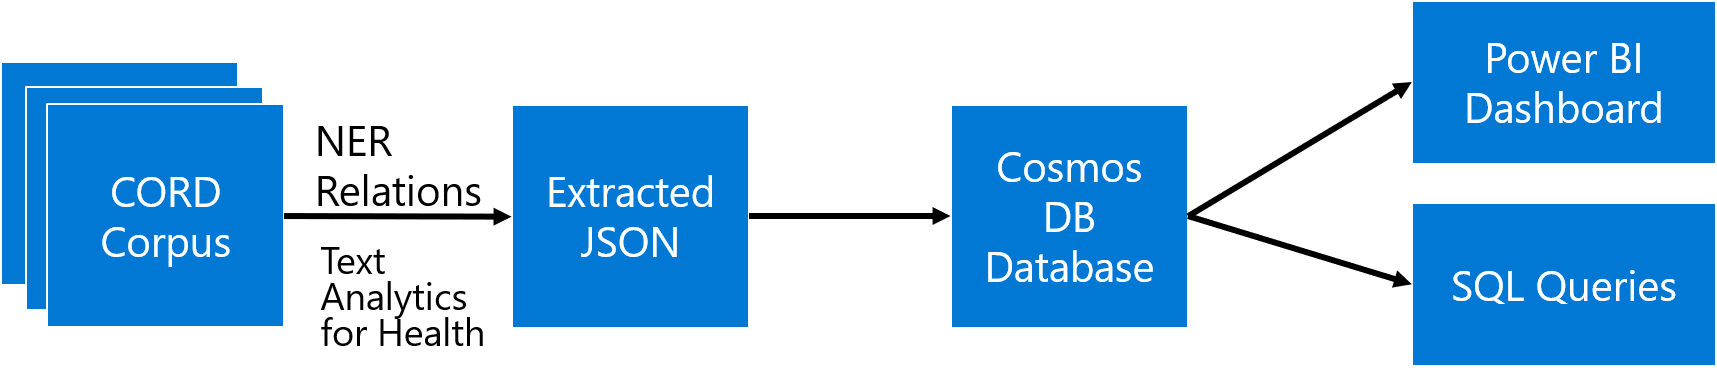 CORD
Corpus
NER
Relations
Text
Analytics
for Health
Extracted
JSON
Cosmos
DB
Database
Power BI
Dashboard
SQL Queries